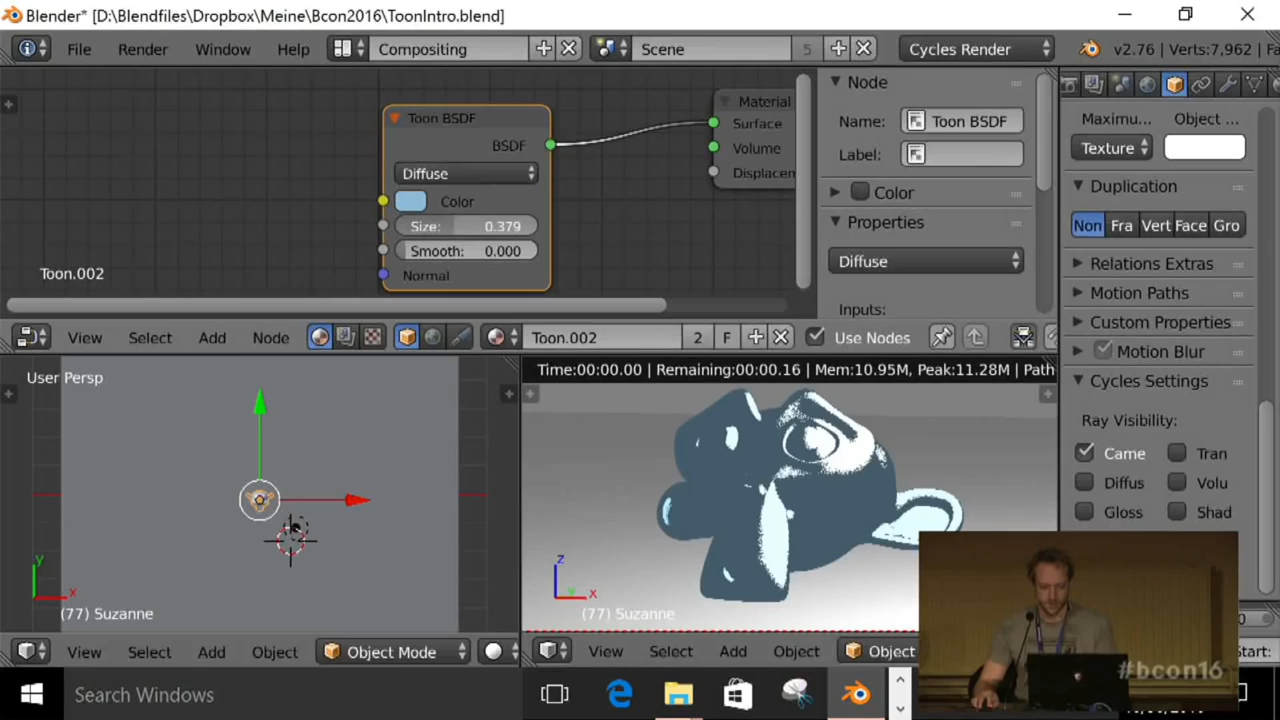 Blender* [D:\Blendfiles\Dropbox\Meine\Bcon2016\ToonIntro.blend]
File Render Window Help Compositing Scene 5 Cycles Render v2.76 | Verts:7,962
Toon BSDF
BSDF
Diffuse
Color
Size: 0.379
Smooth: 0.000
Normal
Toon.002
Material
Surface
Volume
Displacen
Node
Name: Toon BSDF
Label:
Color
Properties
Diffuse
Inputs:
Maximu... Object ...
Texture
Duplication
Non Fra Vert Face Gro
Relations Extras
Motion Paths
Custom Properties
Motion Blur
Cycles Settings
Ray Visibility:
Came Tran
Diffus Volu
Gloss Shad
View Select Add Node Toon.002 2 F Use Nodes
User Persp
y
x
(77) Suzanne
Time:00:00.00 | Remaining:00:00.16 | Mem:10.95M, Peak:11.28M | Path
z
y
x
(77) Suzanne
View Select Add Object Object Mode
View Select Add Object Object
Start:
#bcon16
Search Windows